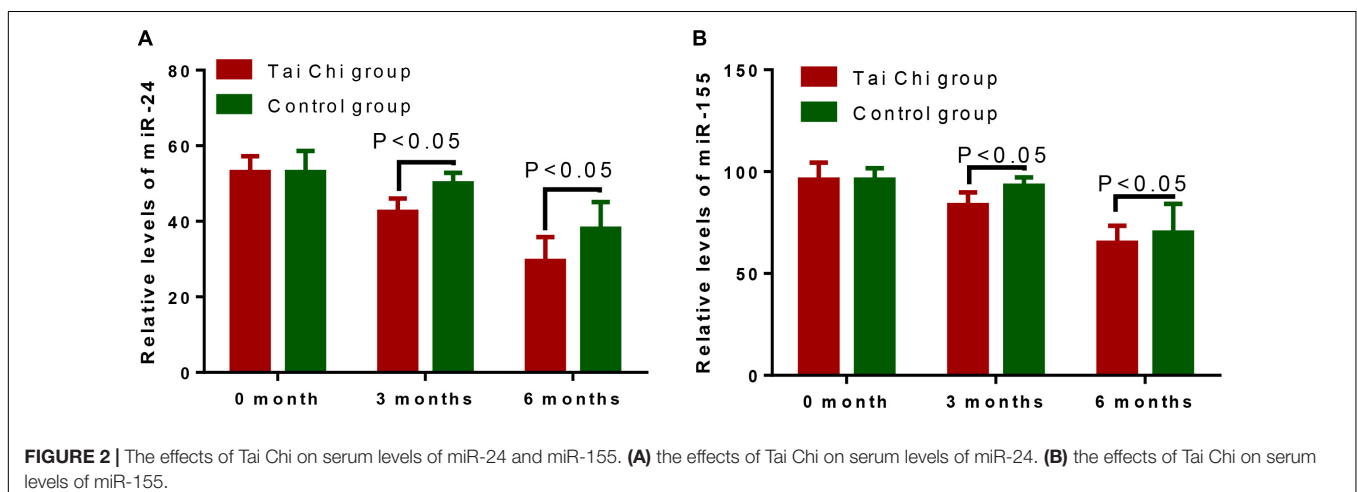 A
Relative levels of miR-24
80
60
40
20
0
Tai Chi group
Control group
P<0.05
P<0.05
0 month
3 months
6 months
B
Relative levels of miR-155
150
100
50
0
Tai Chi group
Control group
P<0.05
P<0.05
0 month
3 months
6 months
FIGURE 2 | The effects of Tai Chi on serum levels of miR-24 and miR-155. (A) the effects of Tai Chi on serum levels of miR-24. (B) the effects of Tai Chi on serum
levels of miR-155.